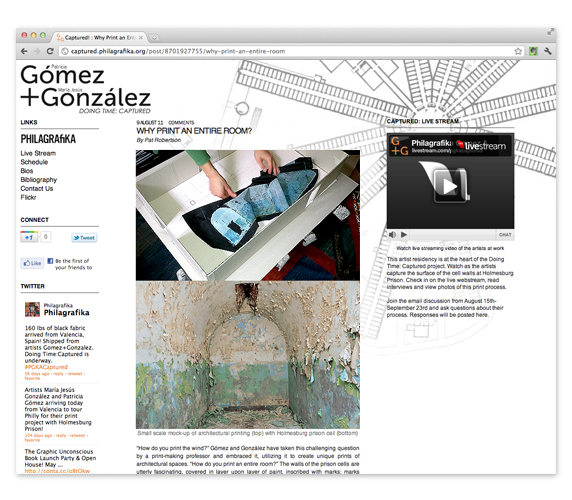 Captured! : Why Print an Entire
captured.philagrafika.org/post/8701927755/why-print-an-entire-room
Patricia
Gómez
María Jesús
+González
DOING TIME: CAPTURED
LINKS
PHILAGRAFIKA
Live Stream
Schedule
Bios
Bibliography
Contact Us
Flickr
CONNECT
+1
0
Tweet
Like
Be the first of
your friends to
TWITTER
Philagrafika
Philagrafika
160 lbs of black fabric
arrived from Valencia,
Spain! Shipped from
artists Gomez+Gonzalez.
Doing Time:Captured is
underway.
#PGKACaptured
56 days ago · reply · retweet ·
favorite
Artists María Jesús
González and Patricia
Gómez arriving today
from Valencia to tour
Philly for their print
project with Holmesburg
Prison!
104 days ago · reply · retweet ·
favorite
The Graphic Unconscious
Book Launch Party & Open
House! May ...
9 AUGUST 11 COMMENTS
WHY PRINT AN ENTIRE ROOM?
By Pat Robertson
Small scale mock-up of architectural printing (top) with Holmesburg prison cell (bottom)
"How do you print the wind?" Gómez and González have taken this challenging question
by a print-making professor and embraced it, utilizing it to create unique prints of
architectural spaces. "How do you print an entire room?" The walls of the prison cells are
utterly fascinating, covered in layer upon layer of paint, inscribed with marks: marks
CAPTURED: LIVE STREAM
G+G
Philagrafika
livestream
CHAT
Watch live streaming video of the artists at work
This artist residency is at the heart of the Doing
Time: Captured project. Watch as the artists
capture the surface of the cell walls at Holmesburg
Prison. Check in on the live webstream, read
interviews and view photos of this print process.
Join the email discussion from August 15th-
September 23rd and ask questions about their
process. Responses will be posted here.